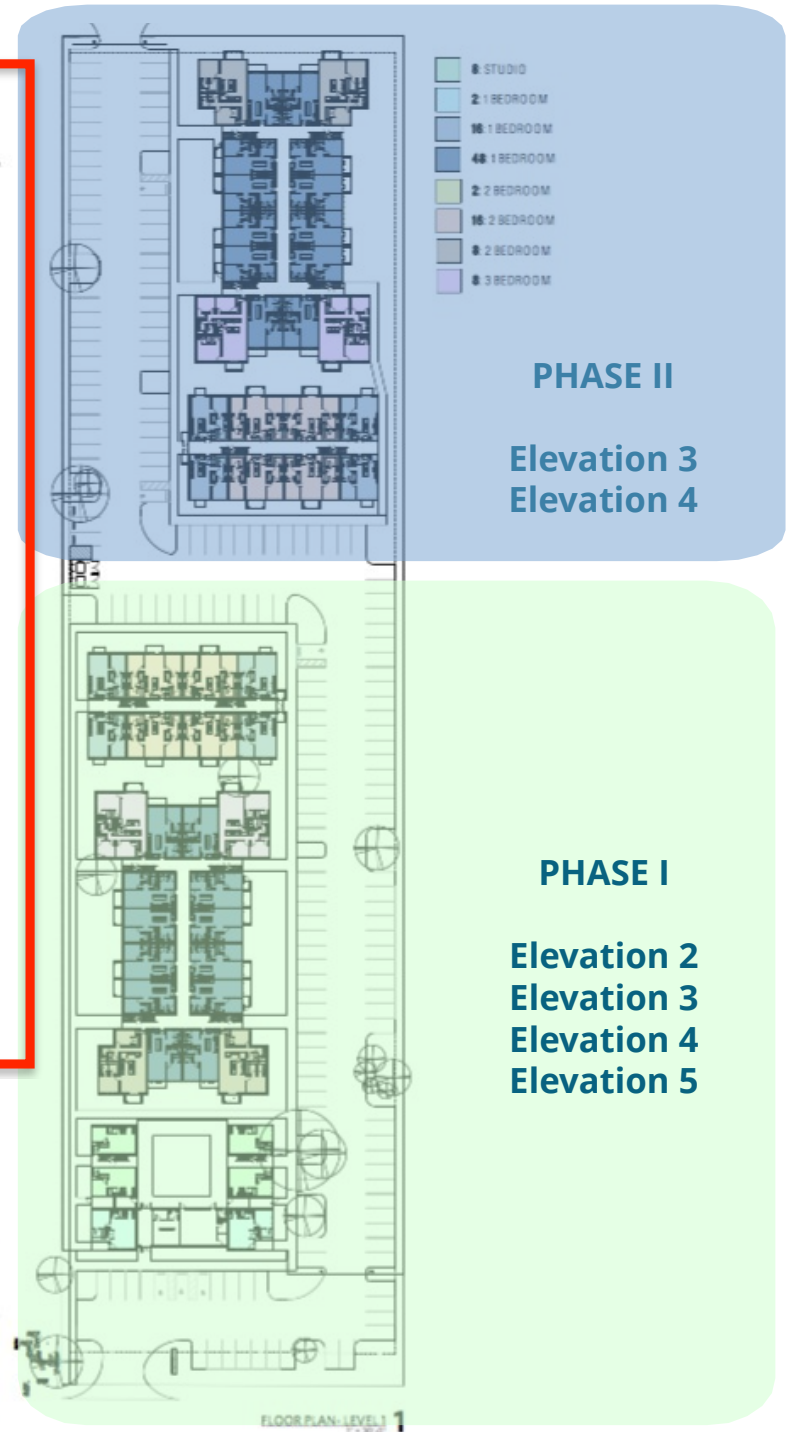 8: STUDIO
2: 1 BEDROOM
16: 1 BEDROOM
48: 1 BEDROOM
2: 2 BEDROOM
16: 2 BEDROOM
8: 2 BEDROOM
8: 3 BEDROOM
PHASE II
Elevation 3
Elevation 4
PHASE I
Elevation 2
Elevation 3
Elevation 4
Elevation 5
FLOOR PLAN- LEVEL 1 1